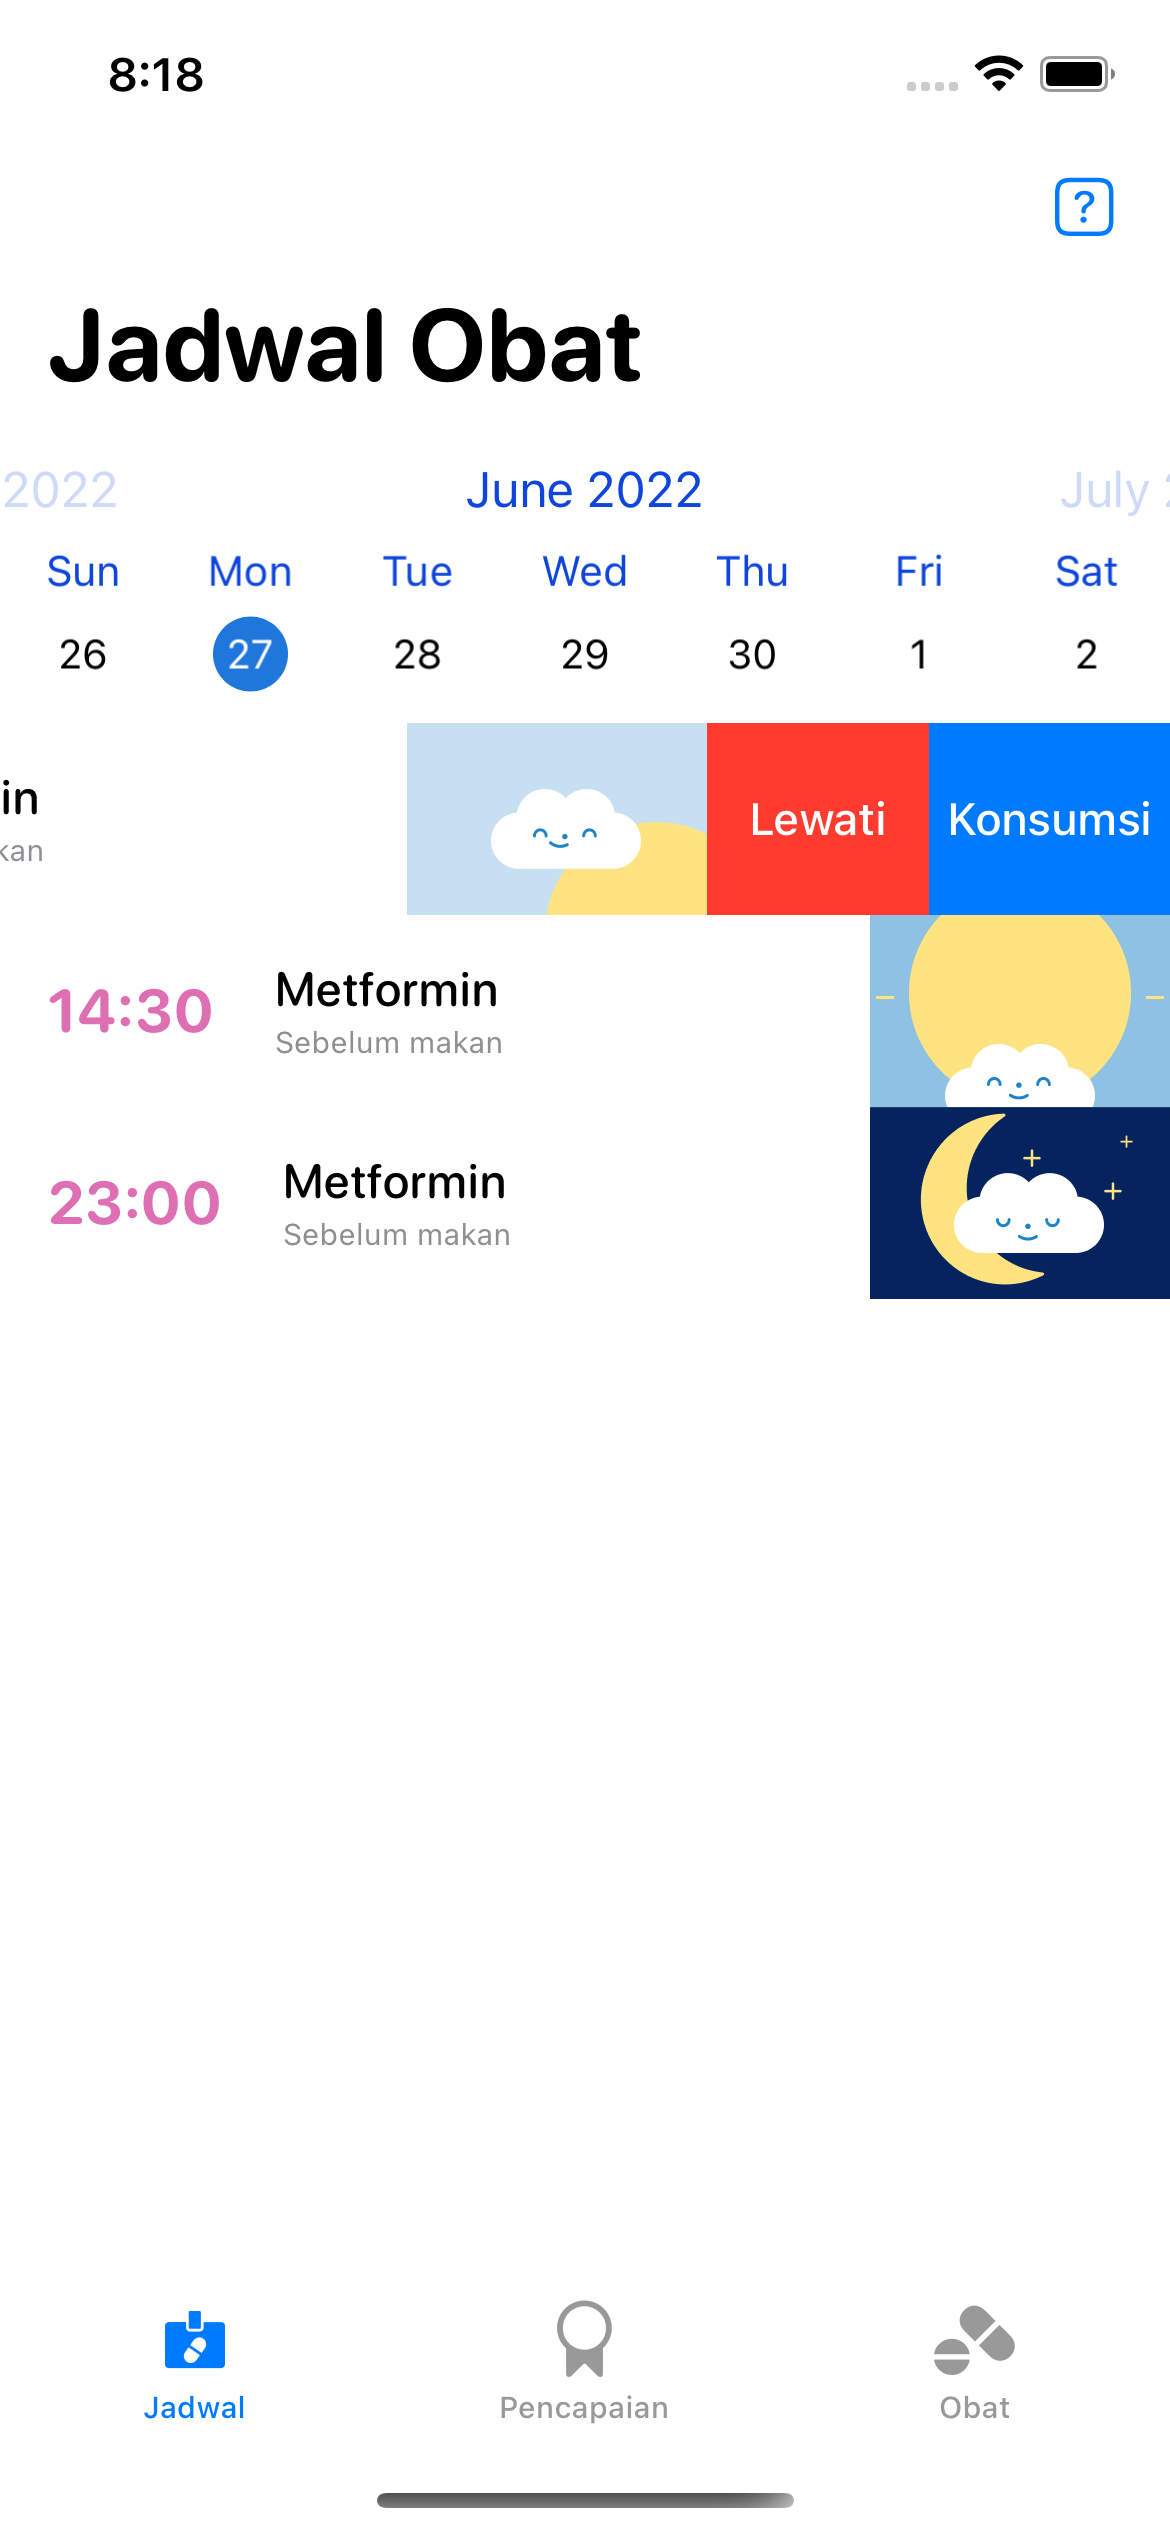 8:18
?
Jadwal Obat
2022 June 2022 July
Sun Mon Tue Wed Thu Fri Sat
26 27 28 29 30 1 2
in
kan
Lewati Konsumsi
14:30 Metformin
Sebelum makan
23:00 Metformin
Sebelum makan
Jadwal Pencapaian Obat